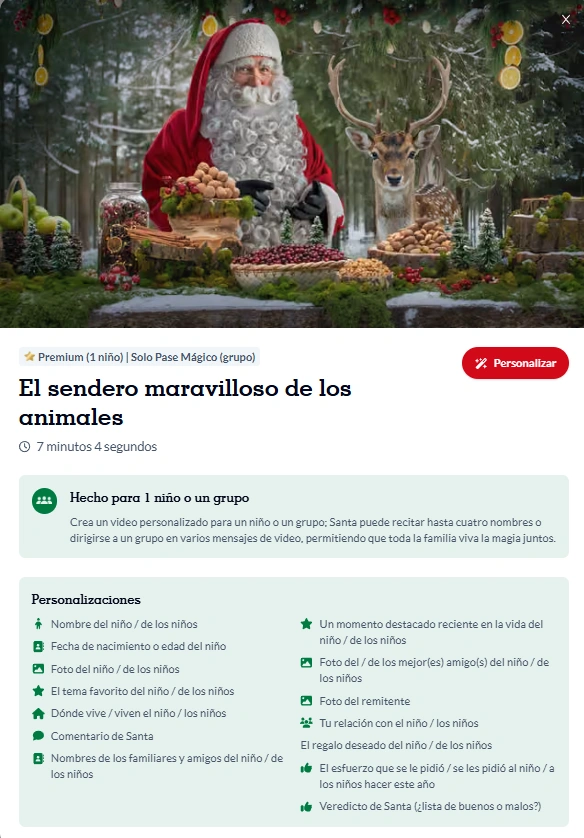 Premium (1 niño) | Solo Pase Mágico (grupo)
Personalizar
El sendero maravilloso de los
animales
7 minutos 4 segundos
Hecho para 1 niño o un grupo
Crea un vídeo personalizado para un niño o un grupo; Santa puede recitar hasta cuatro nombres o
dirigirse a un grupo en varios mensajes de vídeo, permitiendo que toda la familia viva la magia juntos.
Personalizaciones
Nombre del niño / de los niños
Fecha de nacimiento o edad del niño
Foto del niño / de los niños
El tema favorito del niño / de los niños
Dónde vive / viven el niño / los niños
Comentario de Santa
Nombres de los familiares y amigos del niño / de
los niños
Un momento destacado reciente en la vida del
niño / de los niños
Foto del / de los mejor(es) amigo(s) del niño / de
los niños
Foto del remitente
Tu relación con el niño / los niños
El regalo deseado del niño / de los niños
El esfuerzo que se le pidió / se les pidió al niño / a
los niños hacer este año
Veredicto de Santa (¿lista de buenos o malos?)